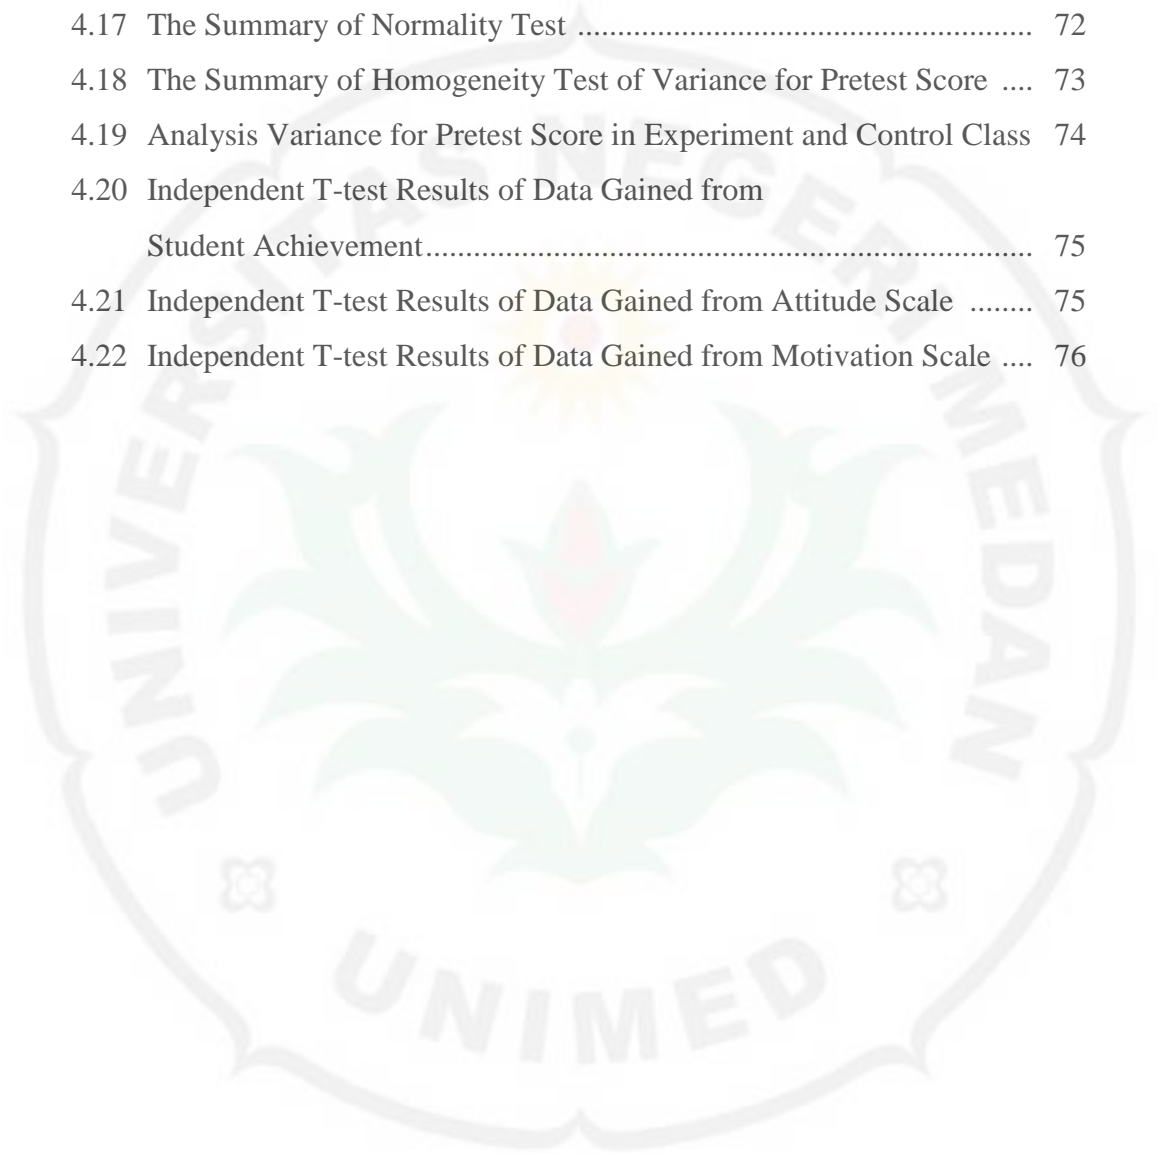 4.17 The Summary of Normality Test ...................................................... 72
4.18 The Summary of Homogeneity Test of Variance for Pretest Score .... 73
4.19 Analysis Variance for Pretest Score in Experiment and Control Class 74
4.20 Independent T-test Results of Data Gained from
Student Achievement......................................................................... 75
4.21 Independent T-test Results of Data Gained from Attitude Scale ........ 75
4.22 Independent T-test Results of Data Gained from Motivation Scale .... 76
UNIVERSITAS NEGERI MEDAN
UNIMED